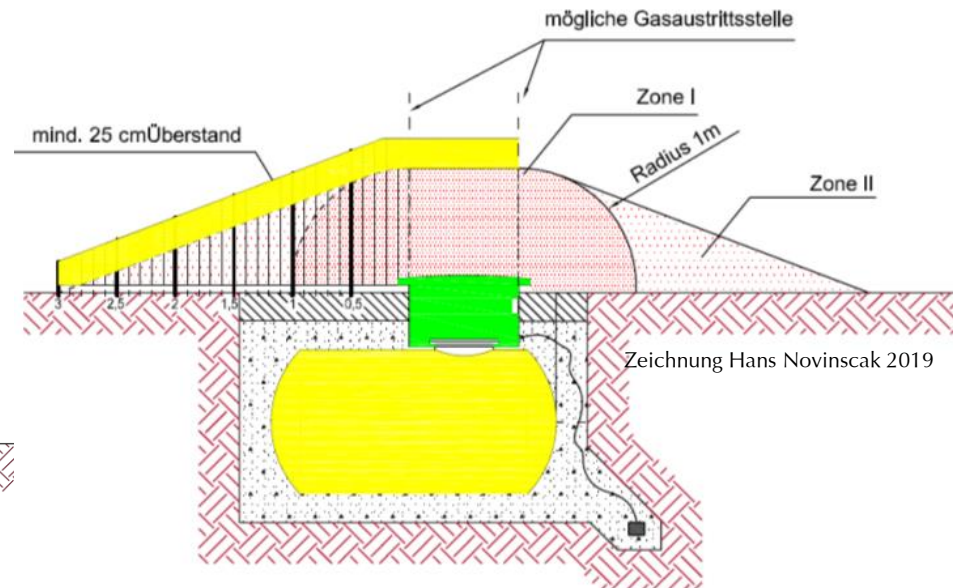 mögliche Gasaustrittsstelle
Zone I
mind. 25 cmÜberstand
Radius 1m
Zone II
3 2,5 2 1,5 1 0,5
Zeichnung Hans Novinscak 2019